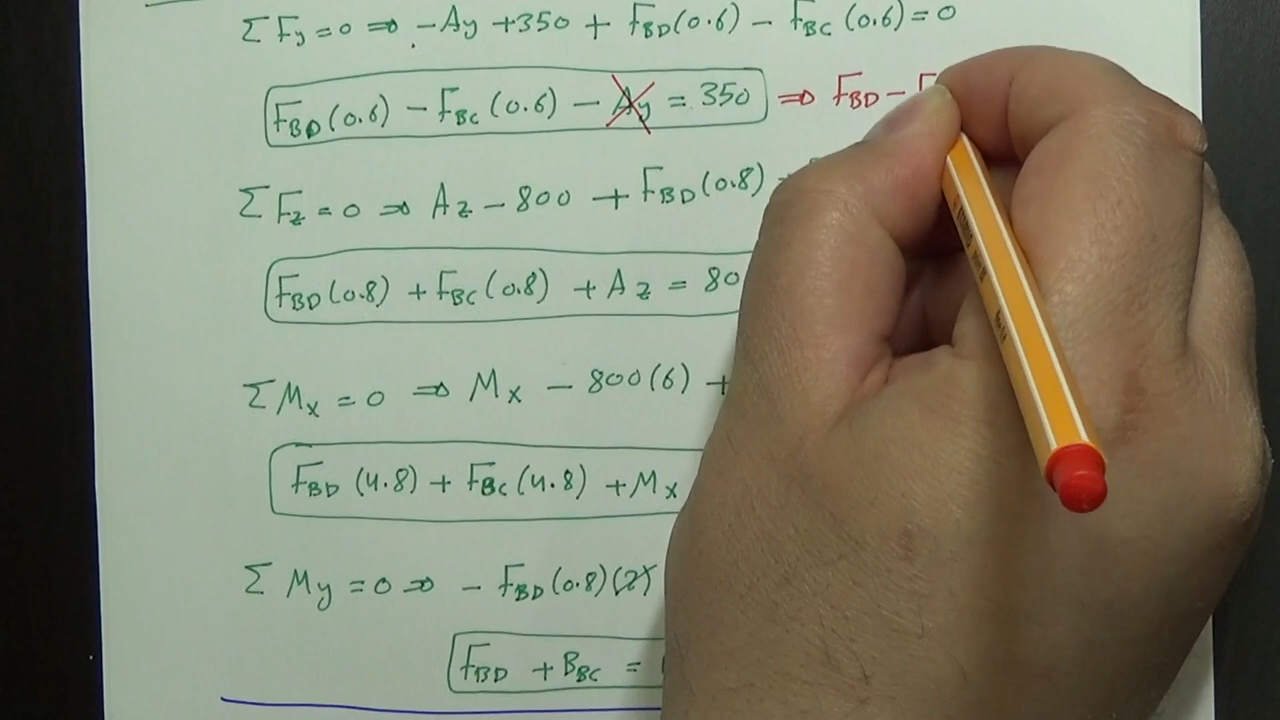 ΣFy=0 ⇒ -Ay +350 + FBD(0.6) - FBC(0.6)=0
FBD(0.6) - FBC(0.6) - Ay = 350 ⇒ FBD - F
ΣFz=0 ⇒ Az - 800 + FBD(0.8)
FBD(0.8) + FBC(0.8) + Az = 80
ΣMx=0 ⇒ Mx - 800(6) +
FBD(4.8) + FBC(4.8) + Mx
ΣMy=0 ⇒ - FBD(0.8)(2)
FBD + BBC =